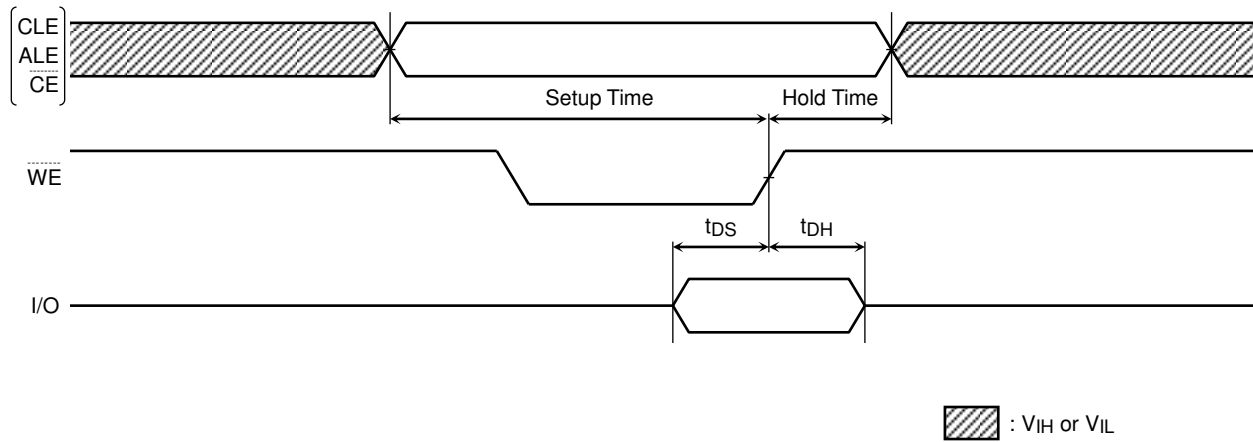 CLE
ALE
CE
Setup Time
Hold Time
WE
tDS
tDH
I/O
: VIH or VIL